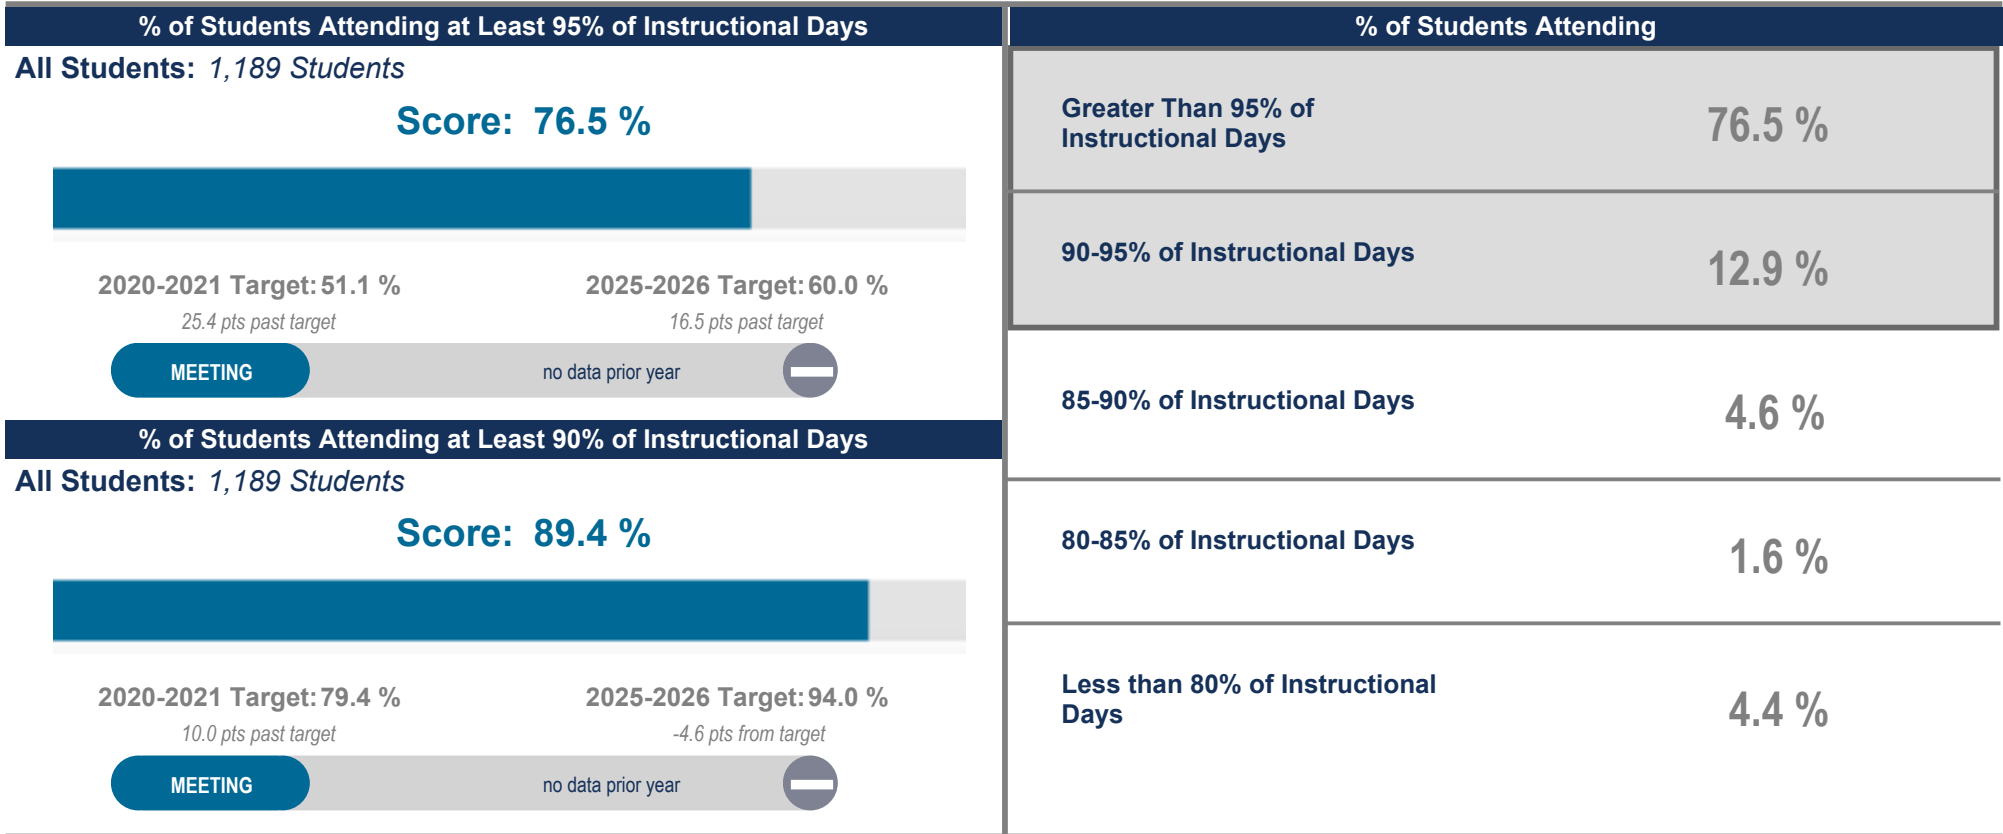 % of Students Attending at Least 95% of Instructional Days
All Students: 1,189 Students
Score: 76.5 %
2020-2021 Target: 51.1 %
25.4 pts past target
2025-2026 Target: 60.0 %
16.5 pts past target
MEETING
no data prior year
% of Students Attending at Least 90% of Instructional Days
All Students: 1,189 Students
Score: 89.4 %
2020-2021 Target: 79.4 %
10.0 pts past target
2025-2026 Target: 94.0 %
-4.6 pts from target
MEETING
no data prior year
% of Students Attending
Greater Than 95% of
Instructional Days
76.5 %
90-95% of Instructional Days
12.9 %
85-90% of Instructional Days
4.6 %
80-85% of Instructional Days
1.6 %
Less than 80% of Instructional
Days
4.4 %